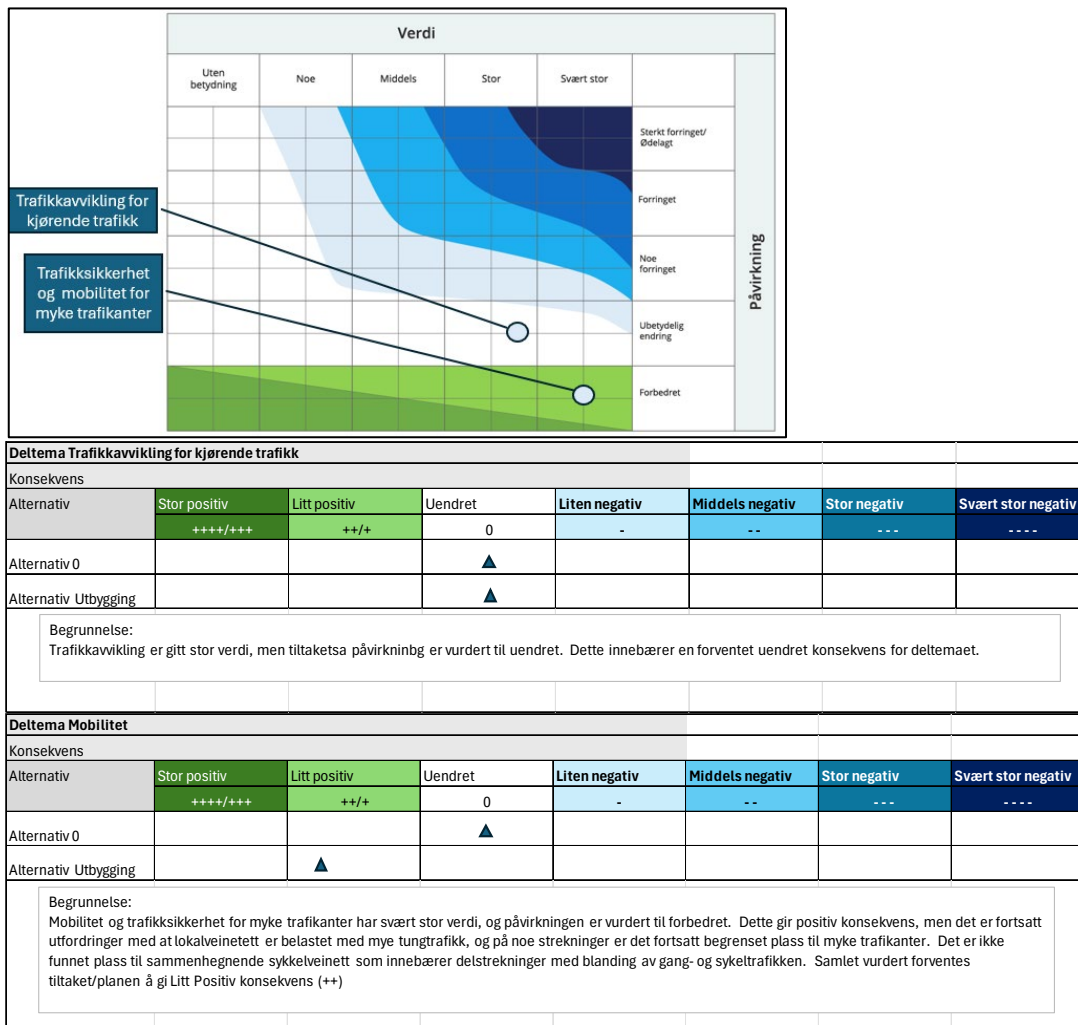 Verdi
Uten
betydning
Noe
Middels
Stor
Svært stor
Sterkt forringet/
Ødelagt
Forringet
Noe
forringet
Ubetydelig
endring
Forbedret
Påvirkning
Trafikkavvikling for
kjørende trafikk
Trafikksikkerhet
og mobilitet for
myke trafikanter
Deltema Trafikkavvikling for kjørende trafikk
Konsekvens
Alternativ Stor positiv Litt positiv Uendret Liten negativ Middels negativ Stor negativ Svært stor negativ
++++/+++ ++/+ 0 - - - - - - - - - -
Alternativ 0
Alternativ Utbygging
Begrunnelse:
Trafikkavvikling er gitt stor verdi, men tiltaketsa påvirkninbg er vurdert til uendret. Dette innebærer en forventet uendret konsekvens for deltemaet.
Deltema Mobilitet
Konsekvens
Alternativ Stor positiv Litt positiv Uendret Liten negativ Middels negativ Stor negativ Svært stor negativ
++++/+++ ++/+ 0 - - - - - - - - - -
Alternativ 0
Alternativ Utbygging
Begrunnelse:
Mobilitet og trafikksikkerhet for myke trafikanter har svært stor verdi, og påvirkningen er vurdert til forbedret. Dette gir positiv konsekvens, men det er fortsatt
utfordringer med at lokalveinetett er belastet med mye tungtrafikk, og på noe strekninger er det fortsatt begrenset plass til myke trafikanter. Det er ikke
funnet plass til sammenhegnende sykkelveinett som innebærer delstrekninger med blanding av gang- og sykeltrafikken. Samlet vurdert forventes
tiltaket/planen å gi Litt Positiv konsekvens (++)